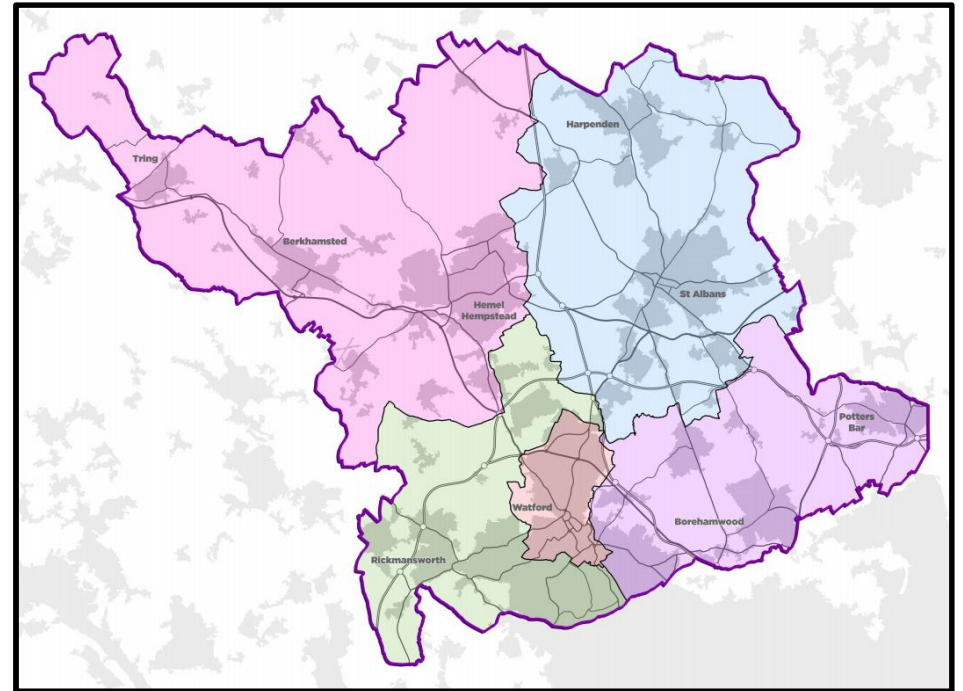 Harpenden
Tring
Berkhamsted
St Albans
Hemel
Hempstead
Potters
Bar
Watford
Borehamwood
Rickmansworth